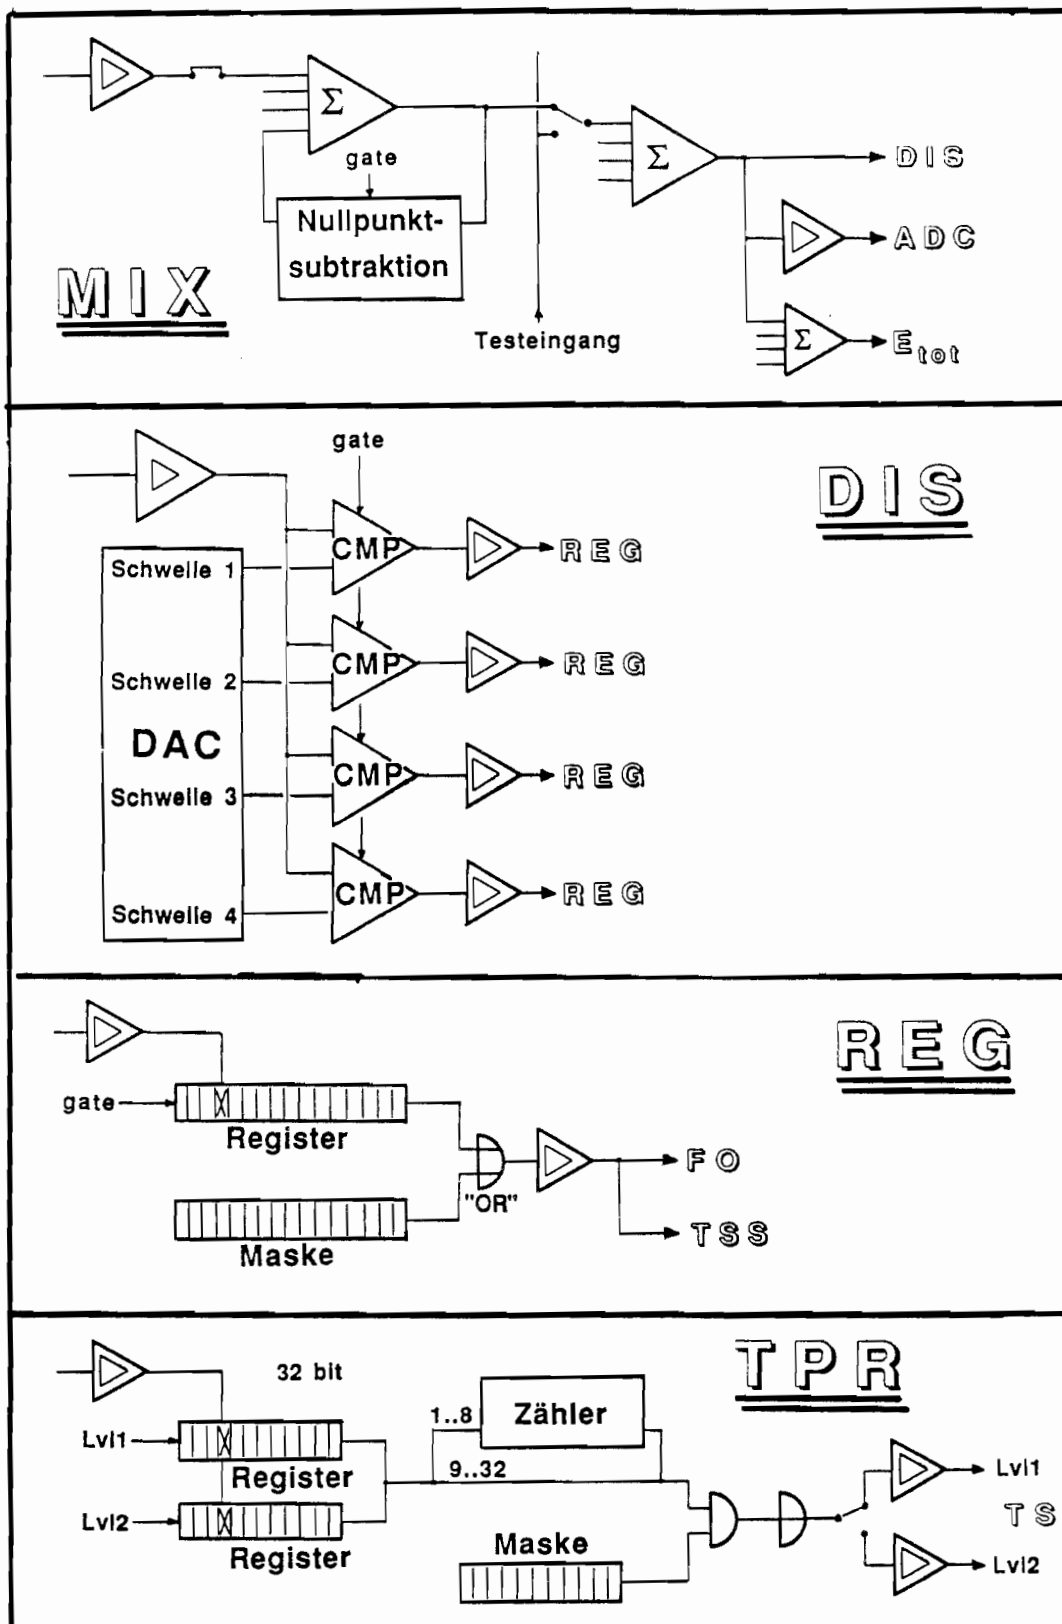 Σ
gate
Nullpunkt-
subtraktion
Testeingang
Σ
DIS
ADC
Σ
E_tot
MIX
gate
DIS
Schwelle 1
CMP
REG
Schwelle 2
CMP
REG
DAC
Schwelle 3
CMP
REG
Schwelle 4
CMP
REG
REG
gate
Register
"OR"
FO
TSS
Maske
TPR
32 bit
Lvl1
Register
1..8
Zähler
9..32
Lvl2
Register
Maske
Lvl1
TS
Lvl2